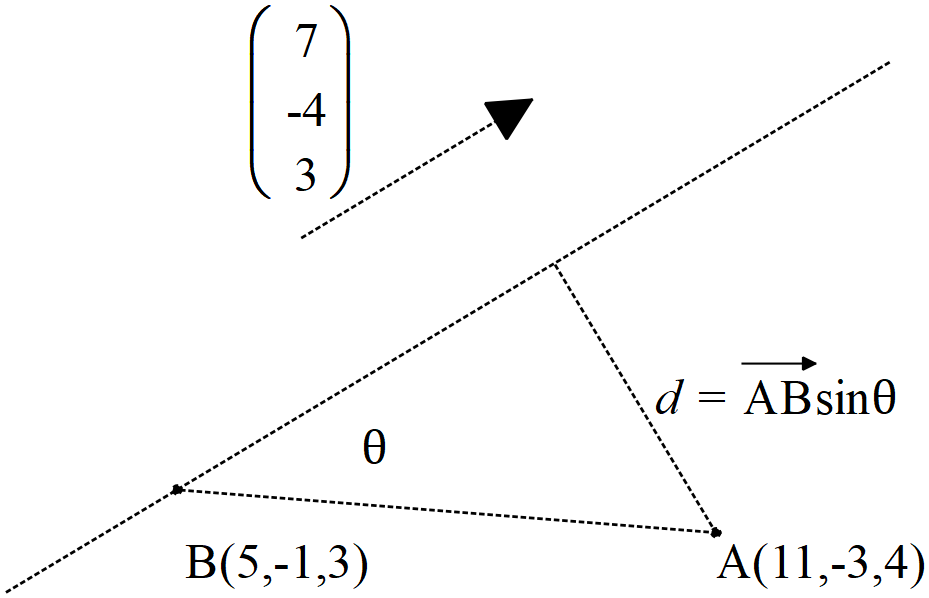 7
-4
3
d = ABsinθ
θ
B(5,-1,3)
A(11,-3,4)